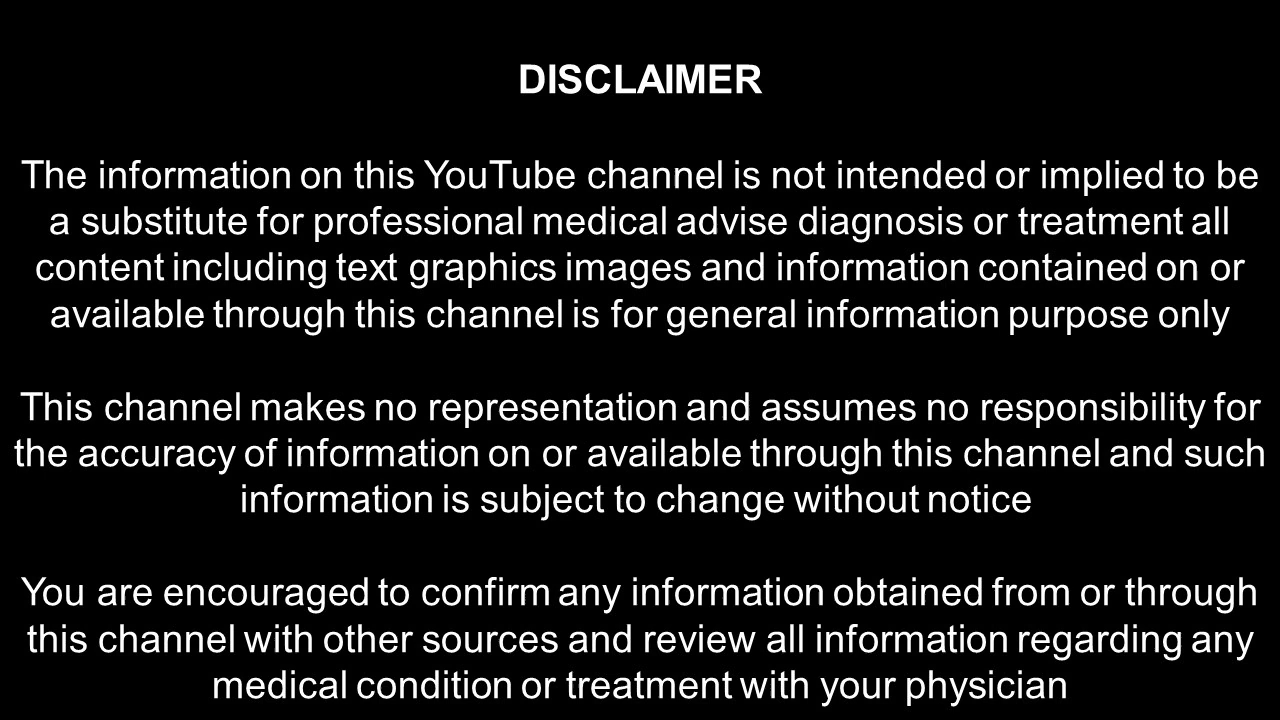 DISCLAIMER
The information on this YouTube channel is not intended or implied to be
a substitute for professional medical advise diagnosis or treatment all
content including text graphics images and information contained on or
available through this channel is for general information purpose only
This channel makes no representation and assumes no responsibility for
the accuracy of information on or available through this channel and such
information is subject to change without notice
You are encouraged to confirm any information obtained from or through
this channel with other sources and review all information regarding any
medical condition or treatment with your physician